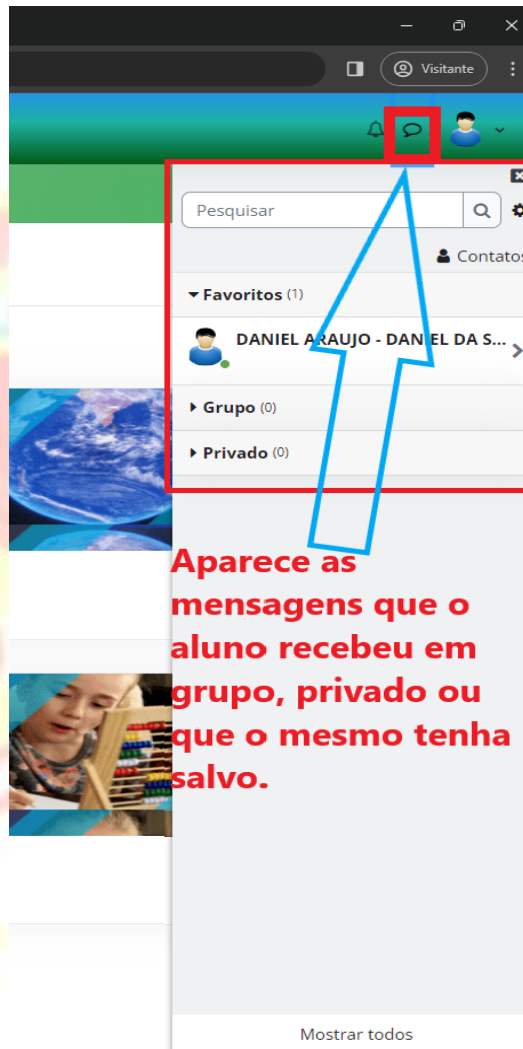 Visitante
Pesquisar
Contatos
Favoritos (1)
DANIEL ARAUJO - DANIEL DA S...
Grupo (0)
Privado (0)
Aparece as
mensagens que o
aluno recebeu em
grupo, privado ou
que o mesmo tenha
salvo.
Mostrar todos